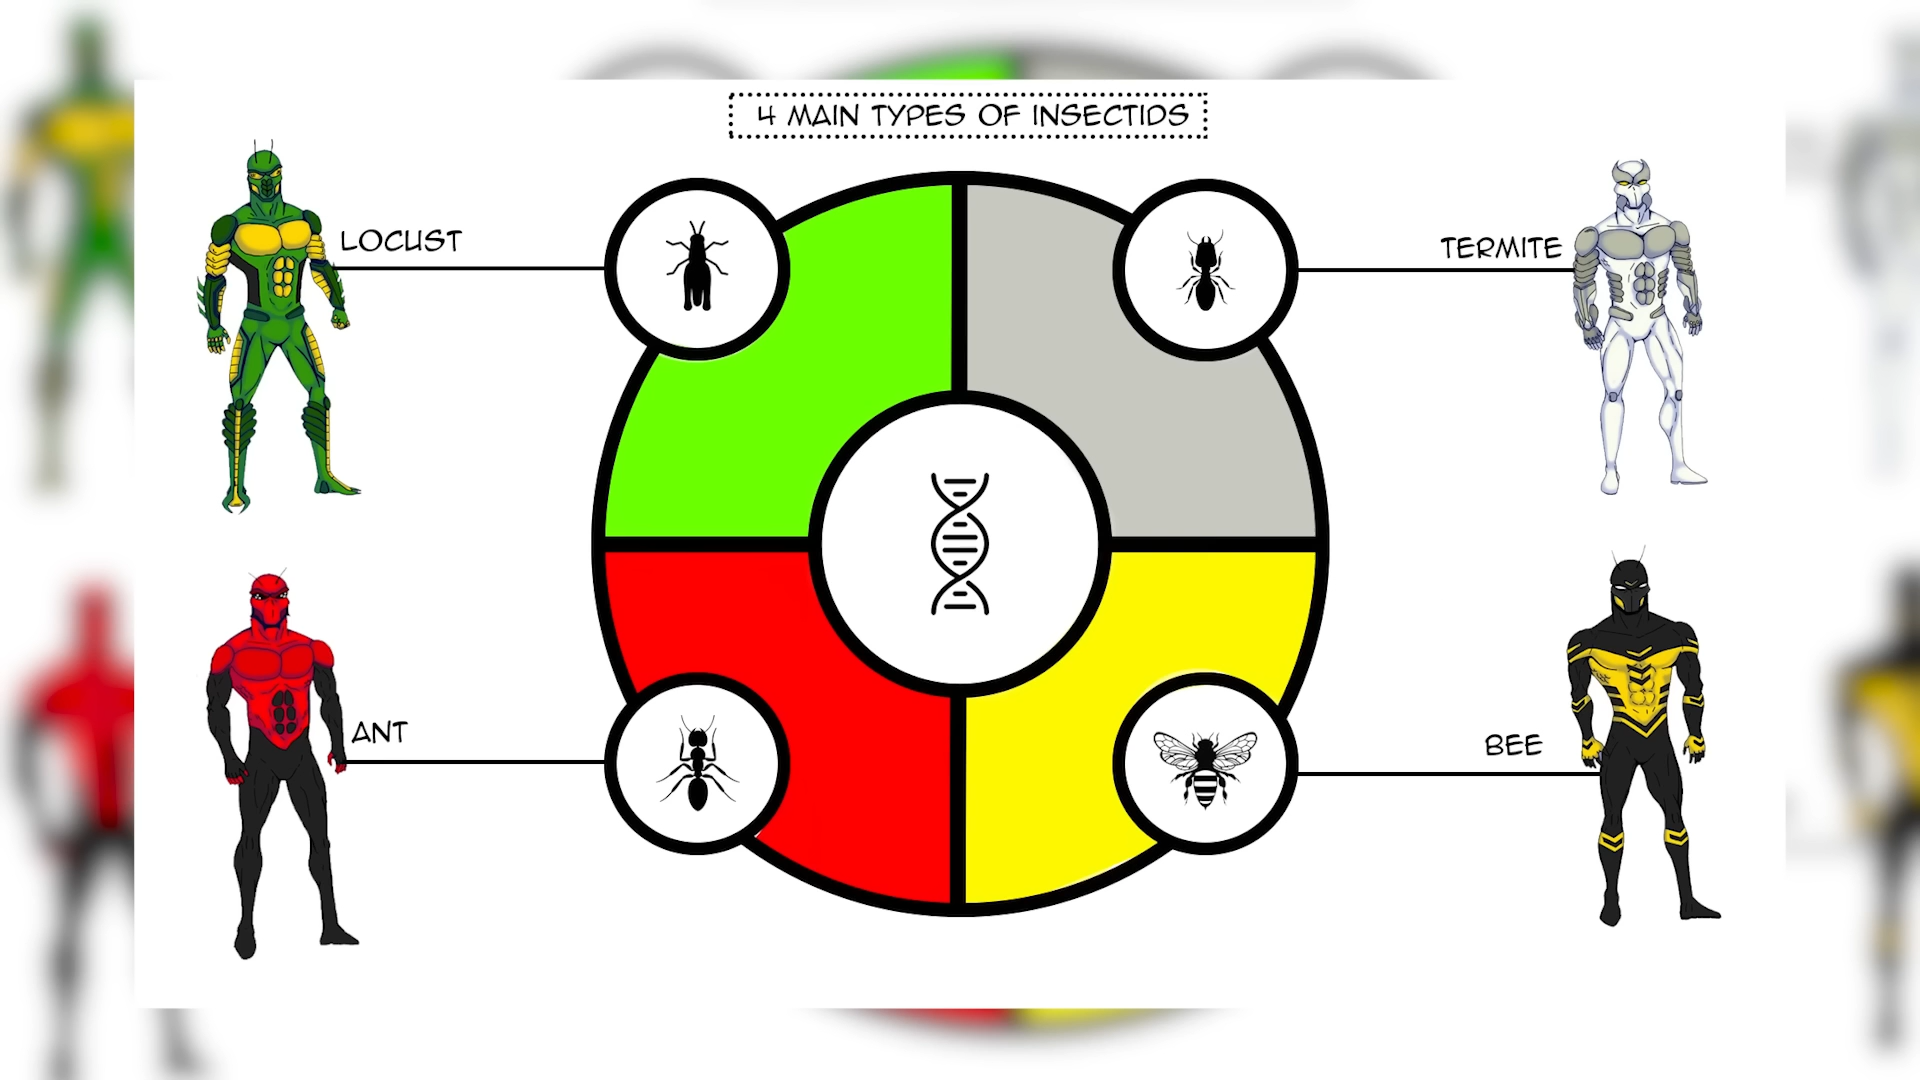 4 MAIN TYPES OF INSECTIDS
LOCUST
TERMITE
ANT
BEE